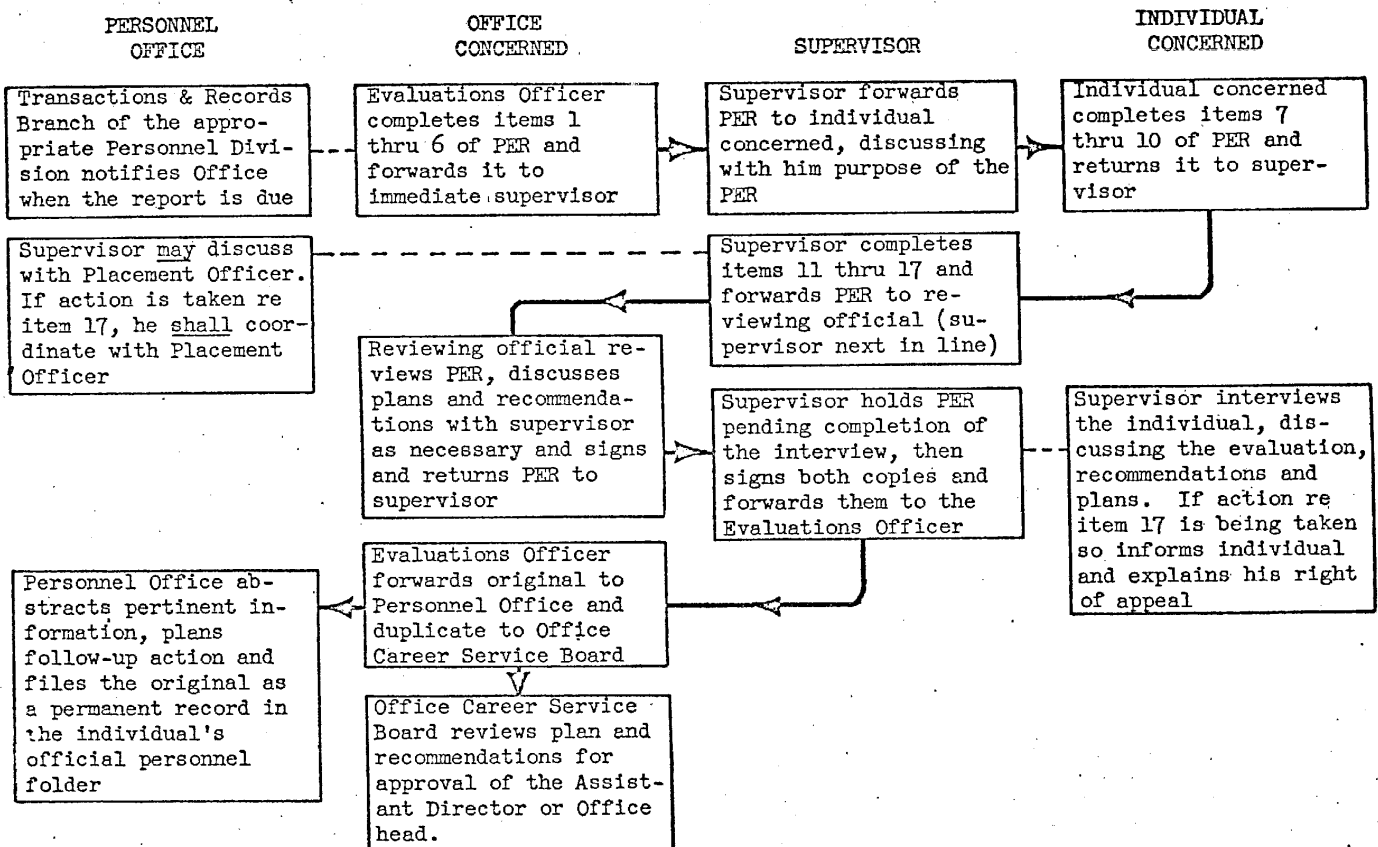 PERSONNEL
OFFICE
OFFICE
CONCERNED
SUPERVISOR
INDIVIDUAL
CONCERNED
Transactions & Records
Branch of the appro-
priate Personnel Divi-
sion notifies Office
when the report is due
Evaluations Officer
completes items 1
thru 6 of PER and
forwards it to
immediate supervisor
Supervisor forwards
PER to individual
concerned, discussing
with him purpose of the
PER
Individual concerned
completes items 7
thru 10 of PER and
returns it to super-
visor
Supervisor may discuss
with Placement Officer.
If action is taken re
item 17, he shall coor-
dinate with Placement
Officer
Supervisor completes
items 11 thru 17 and
forwards PER to re-
viewing official (su-
pervisor next in line)
Reviewing official re-
views PER, discusses
plans and recommenda-
tions with supervisor
as necessary and signs
and returns PER to
supervisor
Supervisor holds PER
pending completion of
the interview, then
signs both copies and
forwards them to the
Evaluations Officer
Supervisor interviews
the individual, dis-
cussing the evaluation,
recommendations and
plans. If action re
item 17 is being taken
so informs individual
and explains his right
of appeal
Evaluations Officer
forwards original to
Personnel Office and
duplicate to Office
Career Service Board
Personnel Office ab-
stracts pertinent in-
formation, plans
follow-up action and
files the original as
a permanent record in
the individual's
official personnel
folder
Office Career Service
Board reviews plan and
recommendations for
approval of the Assist-
ant Director or Office
head.